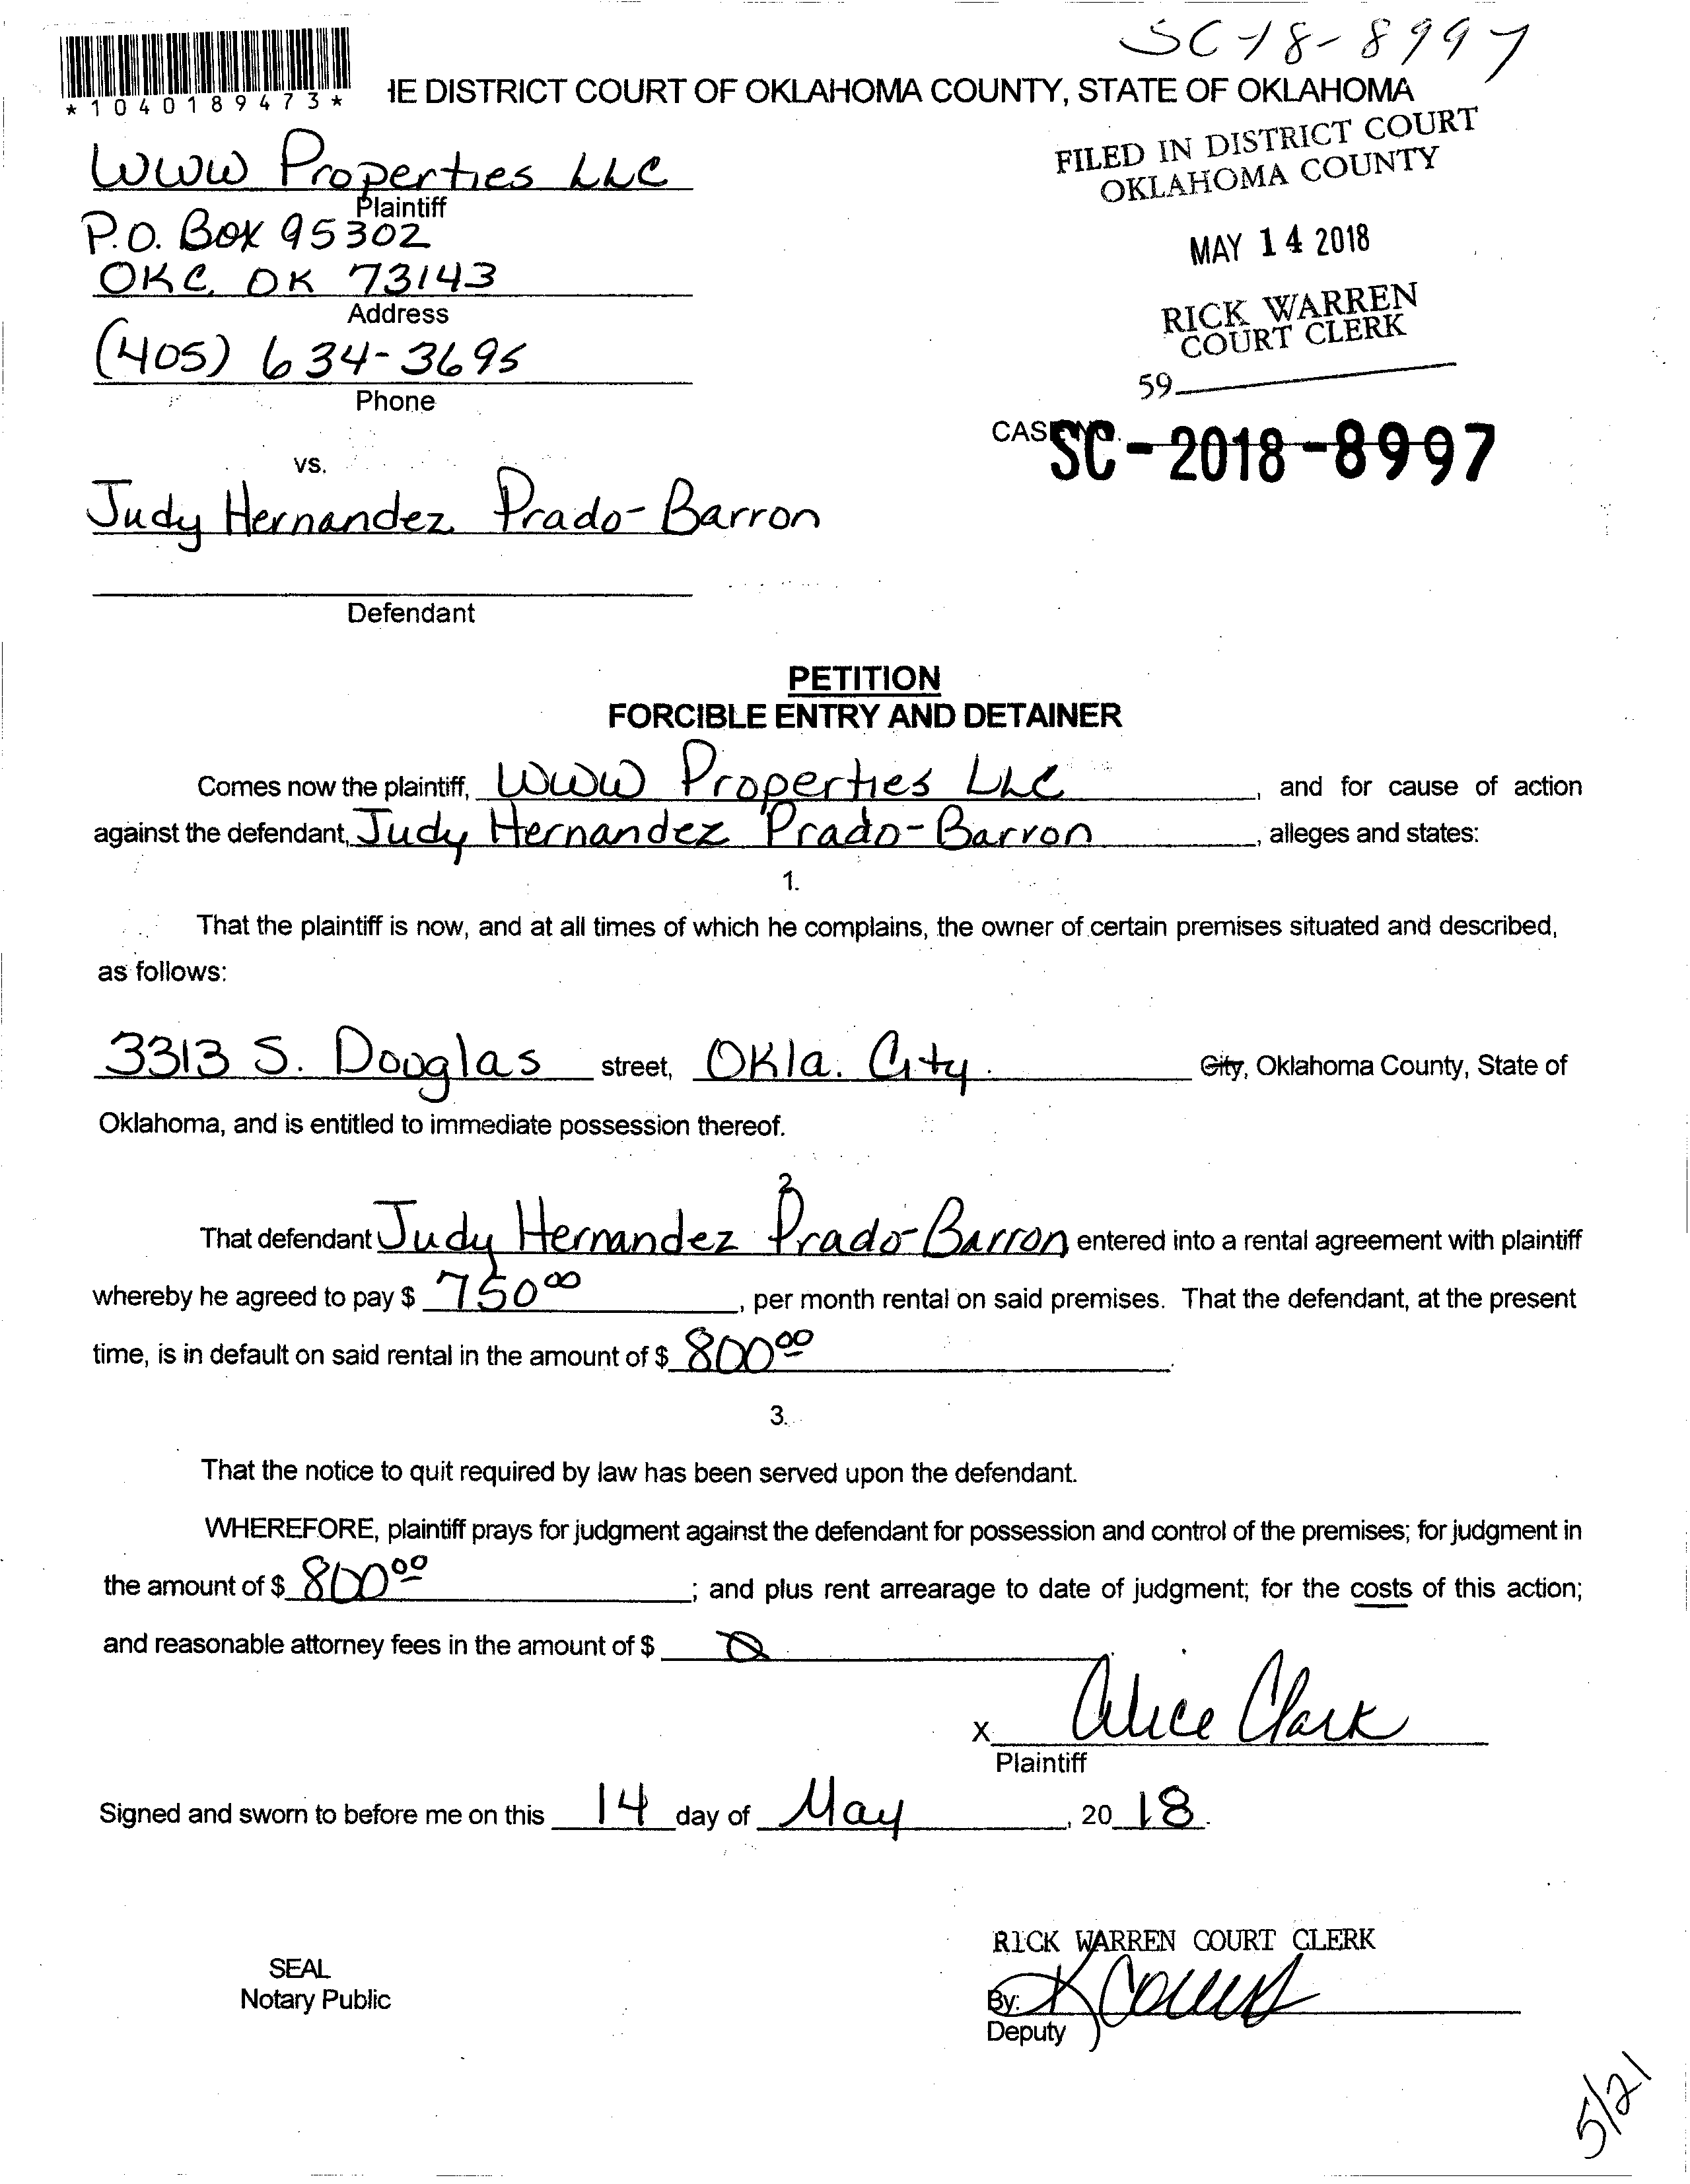 SC-18-8997
*1040189473*
HE DISTRICT COURT OF OKLAHOMA COUNTY, STATE OF OKLAHOMA
FILED IN DISTRICT COURT
OKLAHOMA COUNTY
WWW Properties LLC
Plaintiff
P.O. Box 95302
MAY 14 2018
OKC, OK 73143
Address
RICK WARREN
COURT CLERK
(405) 634-3695
59
Phone
CASE NO. SC-2018-8997
vs.
Judy Hernandez Prado-Barron
Defendant
PETITION
FORCIBLE ENTRY AND DETAINER
Comes now the plaintiff, WWW Properties LLC, and for cause of action
against the defendant, Judy Hernandez Prado-Barron, alleges and states:
1.
That the plaintiff is now, and at all times of which he complains, the owner of certain premises situated and described,
as follows:
3313 S. Douglas street, Okla. City City, Oklahoma County, State of
Oklahoma, and is entitled to immediate possession thereof.
2
That defendant Judy Hernandez Prado-Barron entered into a rental agreement with plaintiff
whereby he agreed to pay $ 750 00, per month rental on said premises. That the defendant, at the present
time, is in default on said rental in the amount of $ 800 00.
3.
That the notice to quit required by law has been served upon the defendant.
WHEREFORE, plaintiff prays for judgment against the defendant for possession and control of the premises; for judgment in
the amount of $ 800 00; and plus rent arrearage to date of judgment; for the costs of this action;
and reasonable attorney fees in the amount of $ 0
X Alice Clark
Plaintiff
Signed and sworn to before me on this 14 day of May, 20 18.
RICK WARREN COURT CLERK
SEAL
Notary Public
By:
Deputy
5/21